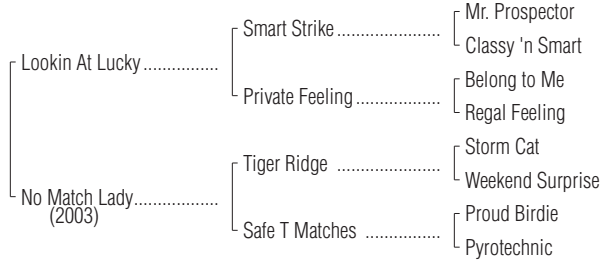 Mr. Prospector
Smart Strike ...................
Classy 'n Smart
Lookin At Lucky ................
Belong to Me
Private Feeling ...................
Regal Feeling
Storm Cat
Tiger Ridge ...................
Weekend Surprise
No Match Lady ..................
(2003)
Proud Birdie
Safe T Matches ................
Pyrotechnic